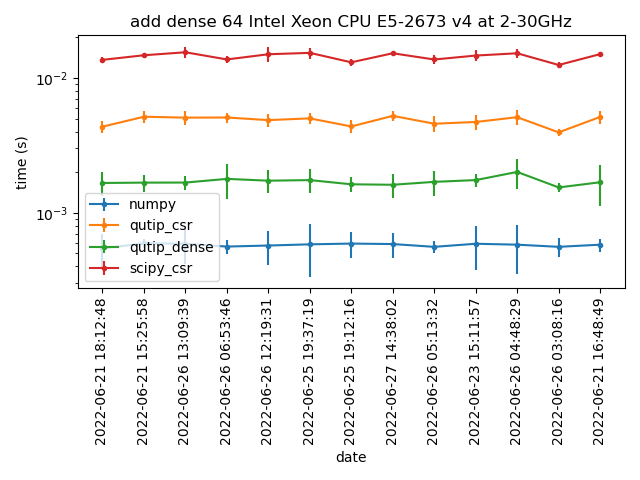 add dense 64 Intel Xeon CPU E5-2673 v4 at 2-30GHz
time (s)
10^-2
10^-3
numpy
qutip_csr
qutip_dense
scipy_csr
2022-06-21 18:12:48
2022-06-21 15:25:58
2022-06-26 13:09:39
2022-06-26 06:53:46
2022-06-26 12:19:31
2022-06-25 19:37:19
2022-06-25 19:12:16
2022-06-27 14:38:02
2022-06-26 05:13:32
2022-06-23 15:11:57
2022-06-26 04:48:29
2022-06-26 03:08:16
2022-06-21 16:48:49
date